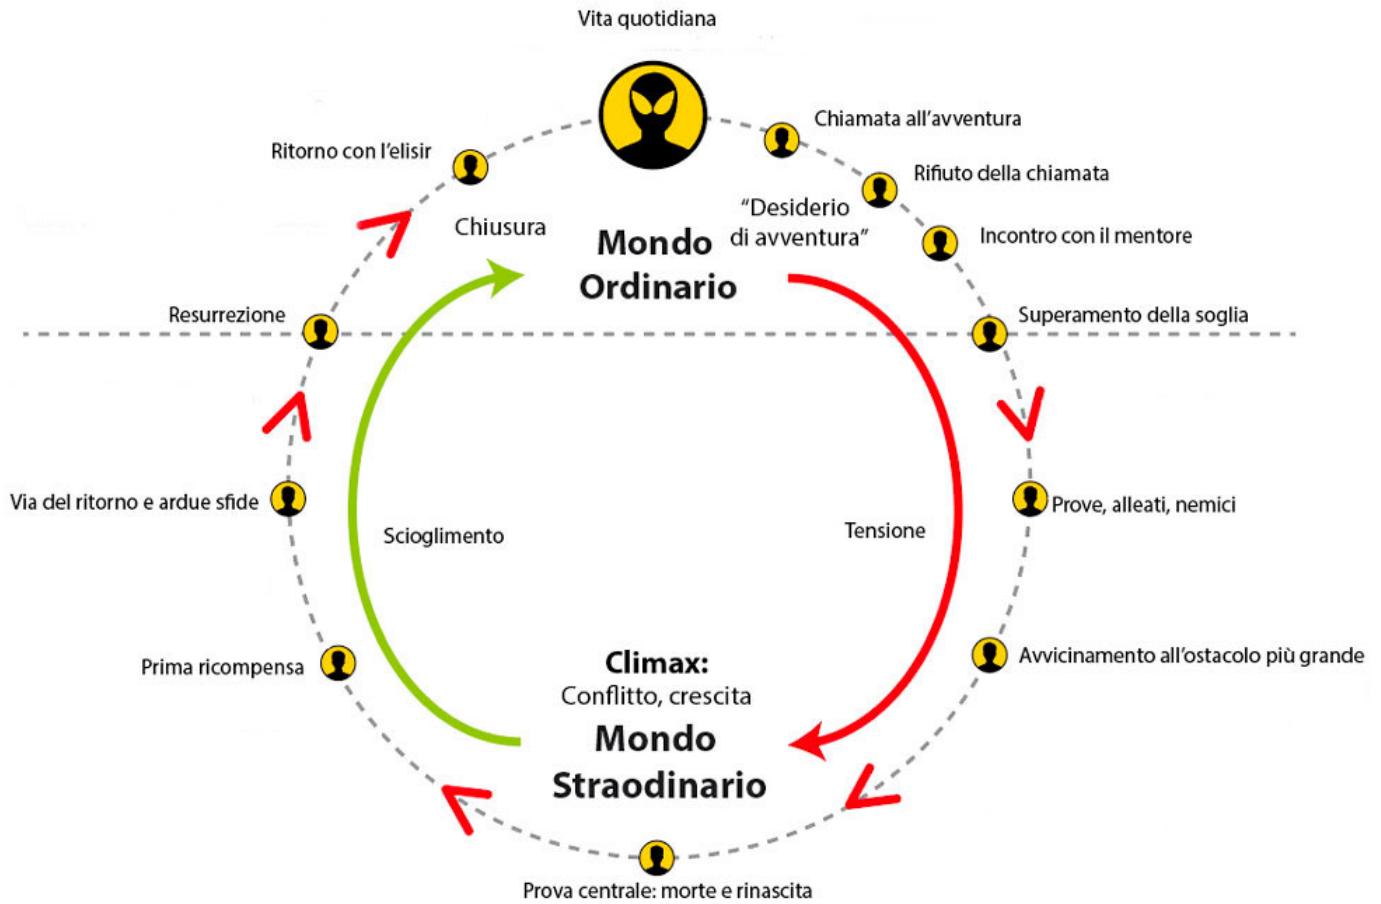 Vita quotidiana
Chiamata all'avventura
Ritorno con l'elisir
Rifiuto della chiamata
Chiusura
"Desiderio
di avventura"
Incontro con il mentore
Mondo
Ordinario
Resurrezione
Superamento della soglia
Via del ritorno e ardue sfide
Prove, alleati, nemici
Scioglimento
Tensione
Prima ricompensa
Avvicinamento all'ostacolo più grande
Climax:
Conflitto, crescita
Mondo
Straodinario
Prova centrale: morte e rinascita